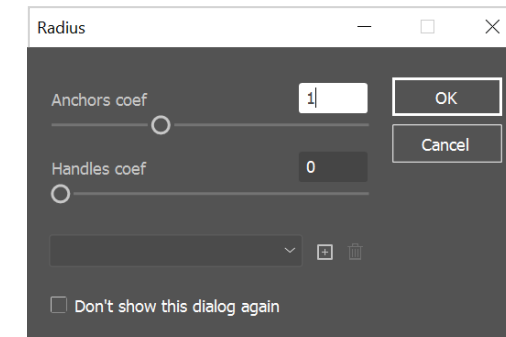 Radius
Anchors coef
1
OK
Cancel
Handles coef
0
Don't show this dialog again